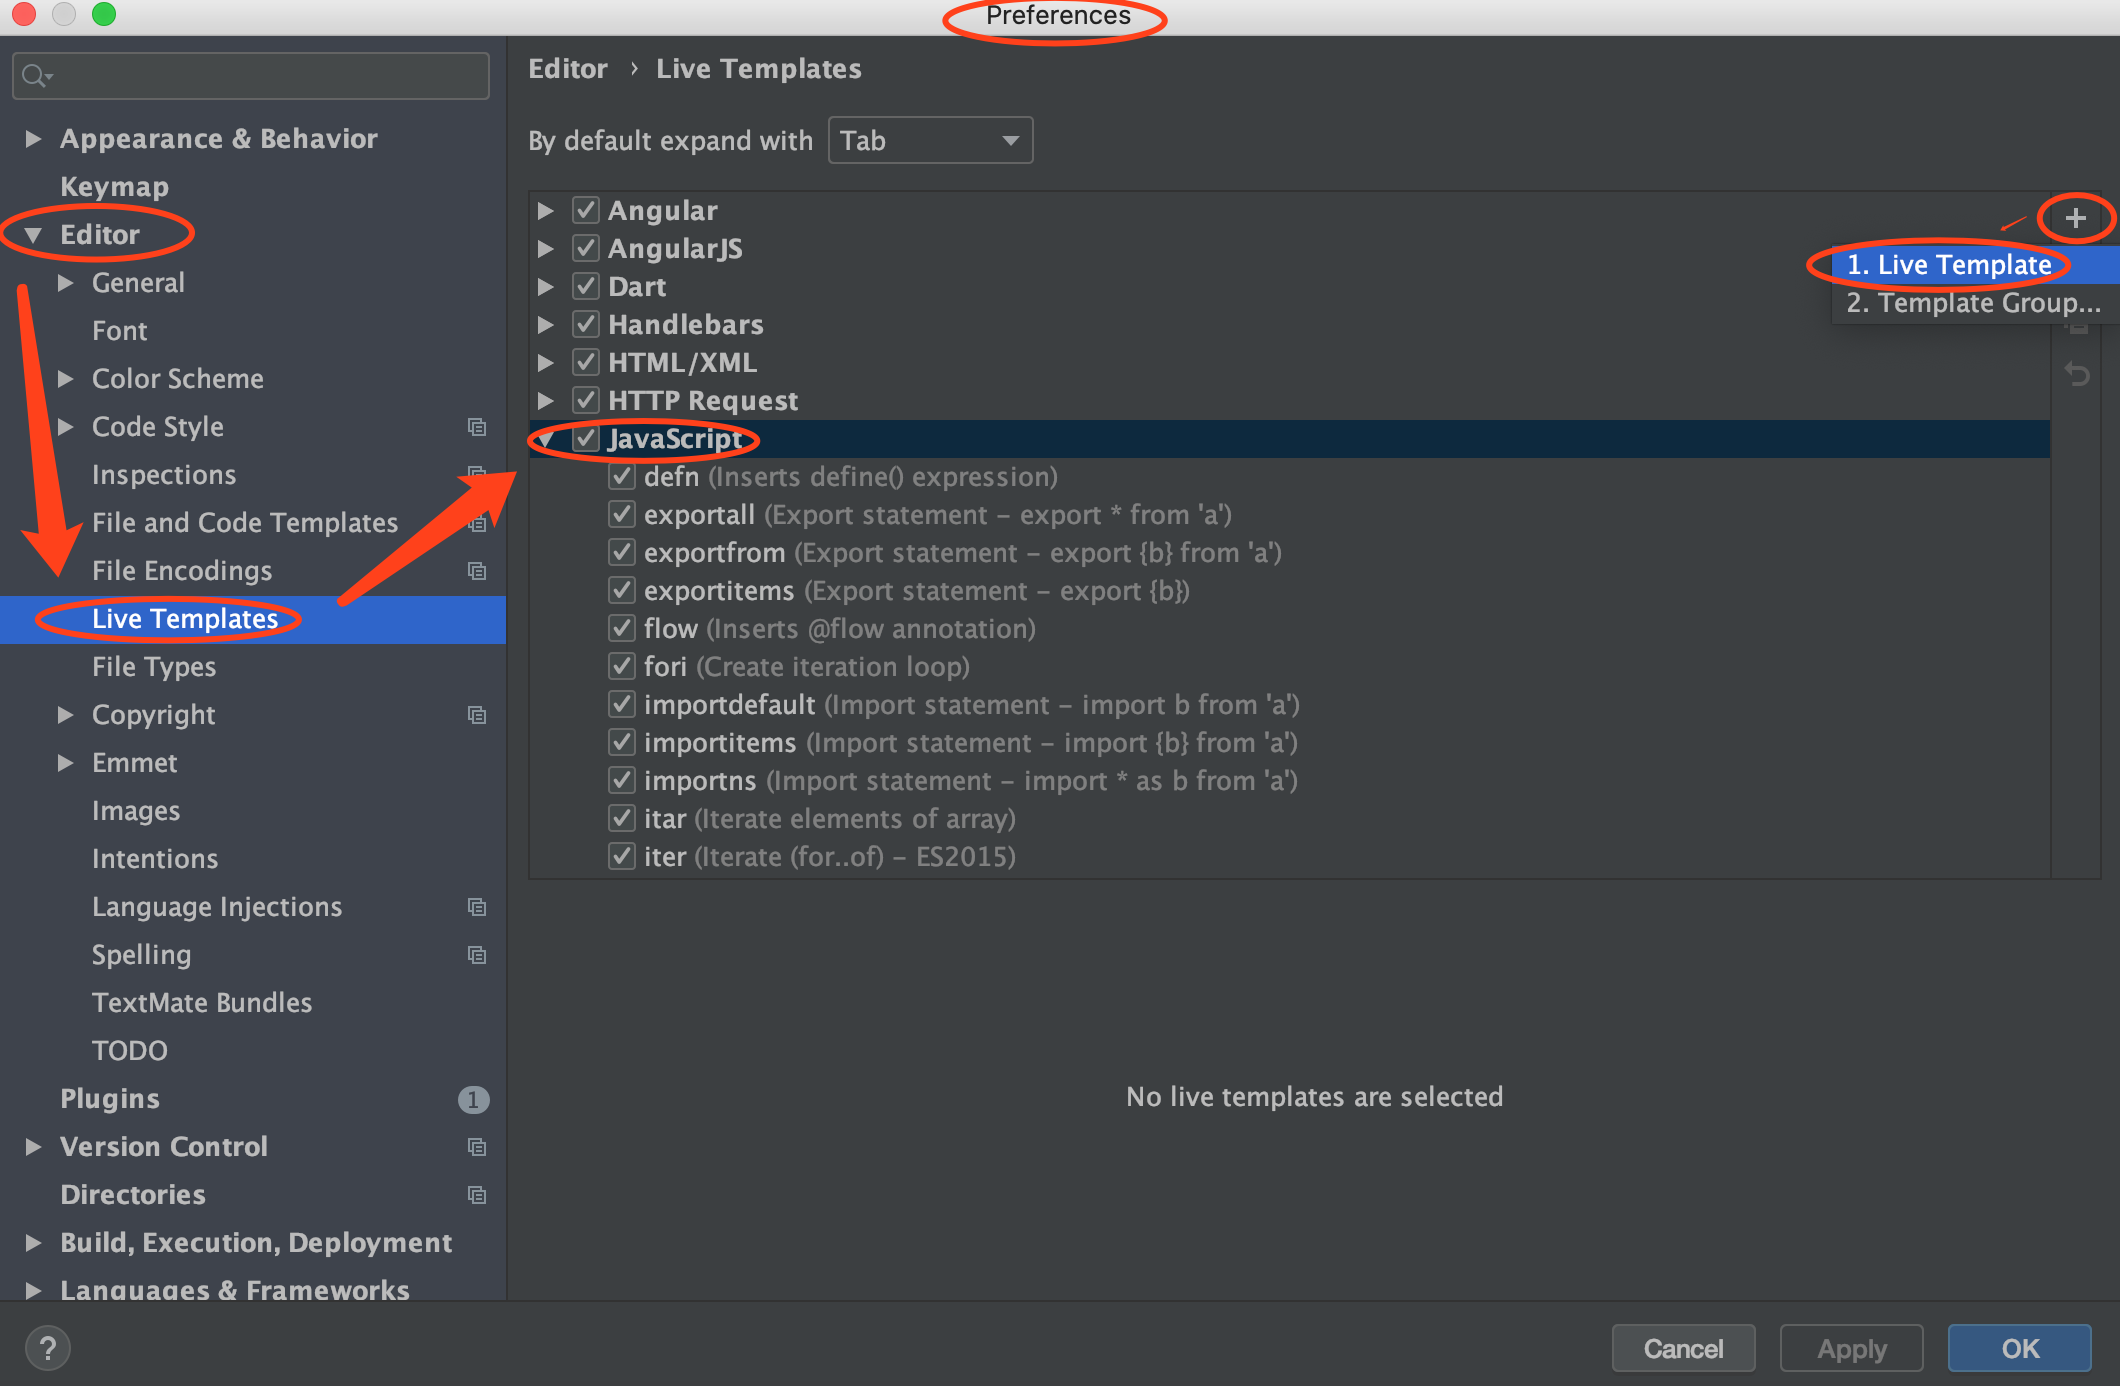 Preferences
Appearance & Behavior
Keymap
Editor
General
Font
Color Scheme
Code Style
Inspections
File and Code Templates
File Encodings
Live Templates
File Types
Copyright
Emmet
Images
Intentions
Language Injections
Spelling
TextMate Bundles
TODO
Plugins 1
Version Control
Directories
Build, Execution, Deployment
Languages & Frameworks
?
Editor › Live Templates
By default expand with Tab
Angular
AngularJS
Dart
Handlebars
HTML/XML
HTTP Request
JavaScript
defn (Inserts define() expression)
exportall (Export statement – export * from 'a')
exportfrom (Export statement – export {b} from 'a')
exportitems (Export statement – export {b})
flow (Inserts @flow annotation)
fori (Create iteration loop)
importdefault (Import statement – import b from 'a')
importitems (Import statement – import {b} from 'a')
importns (Import statement – import * as b from 'a')
itar (Iterate elements of array)
iter (Iterate (for..of) – ES2015)
+
1. Live Template
2. Template Group...
No live templates are selected
Cancel
Apply
OK